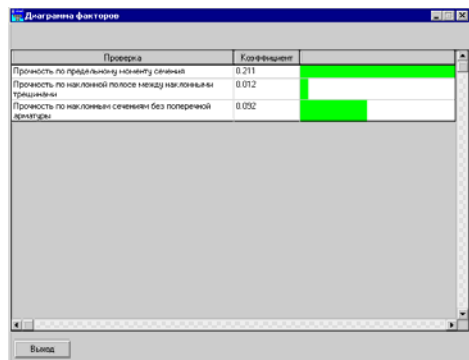 Диаграмма факторов
Проверка Коэффициент
Прочность по предельному моменту сечения 0.211
Прочность по наклонной полосе между наклонными 0.012
трещинами
Прочность по наклонным сечениям без поперечной 0.092
арматуры
Выход